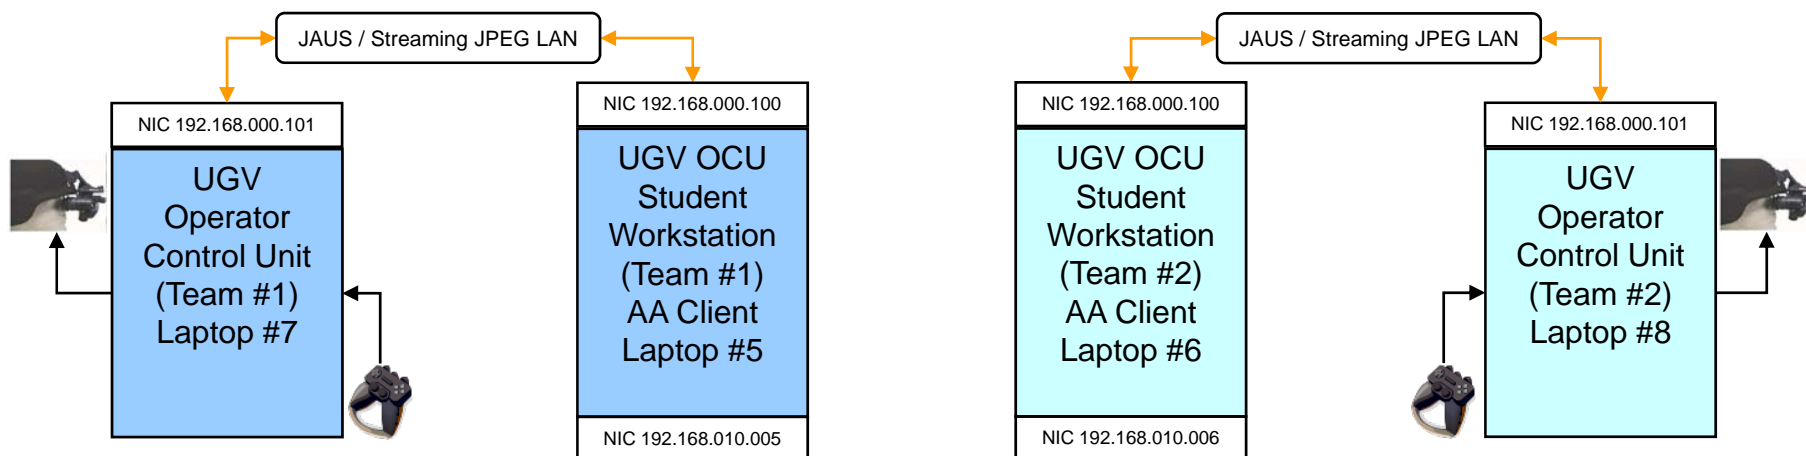 JAUS / Streaming JPEG LAN
NIC 192.168.000.101
UGV
Operator
Control Unit
(Team #1)
Laptop #7
NIC 192.168.000.100
UGV OCU
Student
Workstation
(Team #1)
AA Client
Laptop #5
NIC 192.168.010.005
JAUS / Streaming JPEG LAN
NIC 192.168.000.100
UGV OCU
Student
Workstation
(Team #2)
AA Client
Laptop #6
NIC 192.168.010.006
NIC 192.168.000.101
UGV
Operator
Control Unit
(Team #2)
Laptop #8